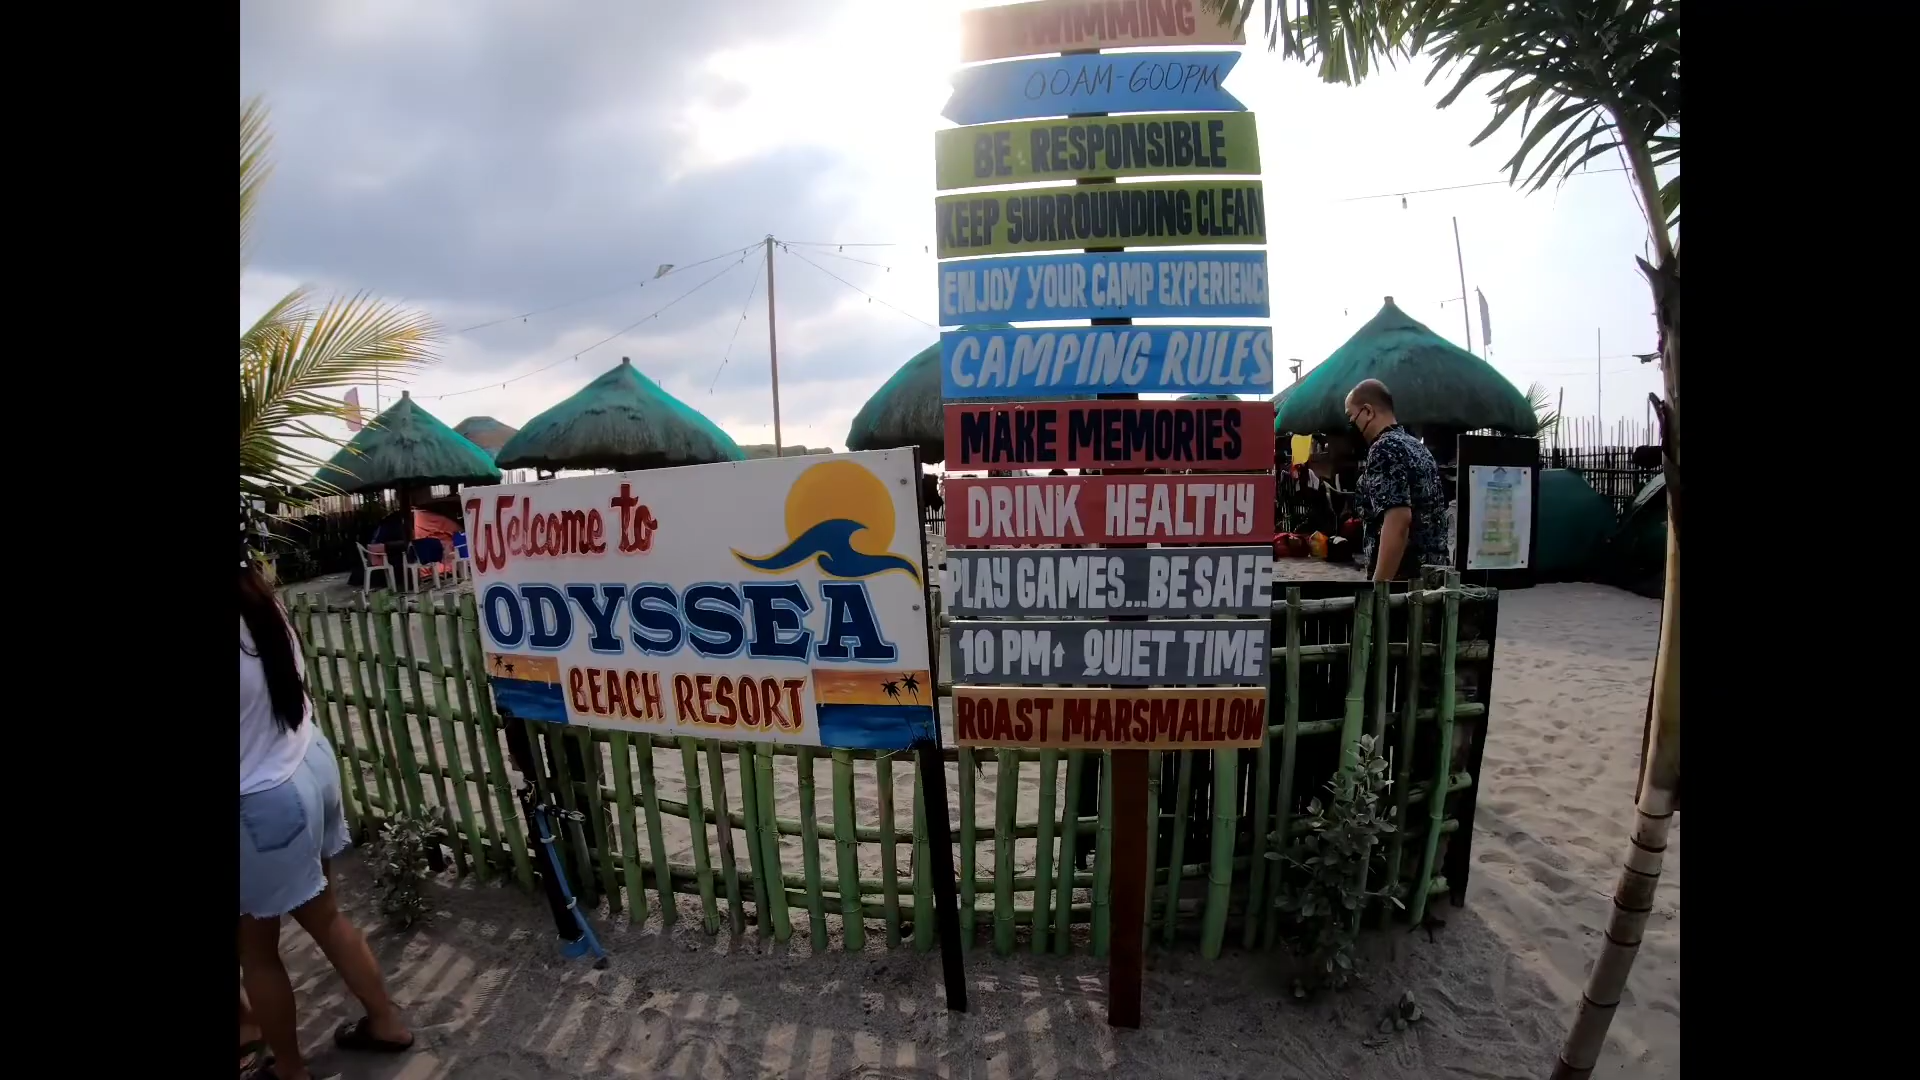 SWIMMING
00AM-600PM
BE RESPONSIBLE
KEEP SURROUNDING CLEAN
ENJOY YOUR CAMP EXPERIENC
CAMPING RULES
MAKE MEMORIES
DRINK HEALTHY
PLAY GAMES...BE SAFE
10 PM↑ QUIET TIME
ROAST MARSMALLOW
Welcome to
ODYSSEA
BEACH RESORT